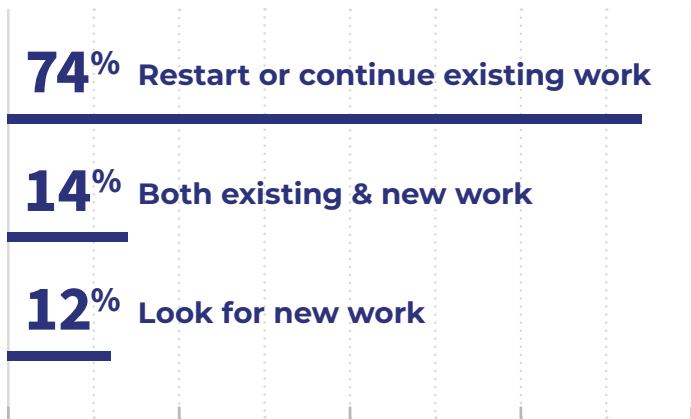 74% Restart or continue existing work
14% Both existing & new work
12% Look for new work